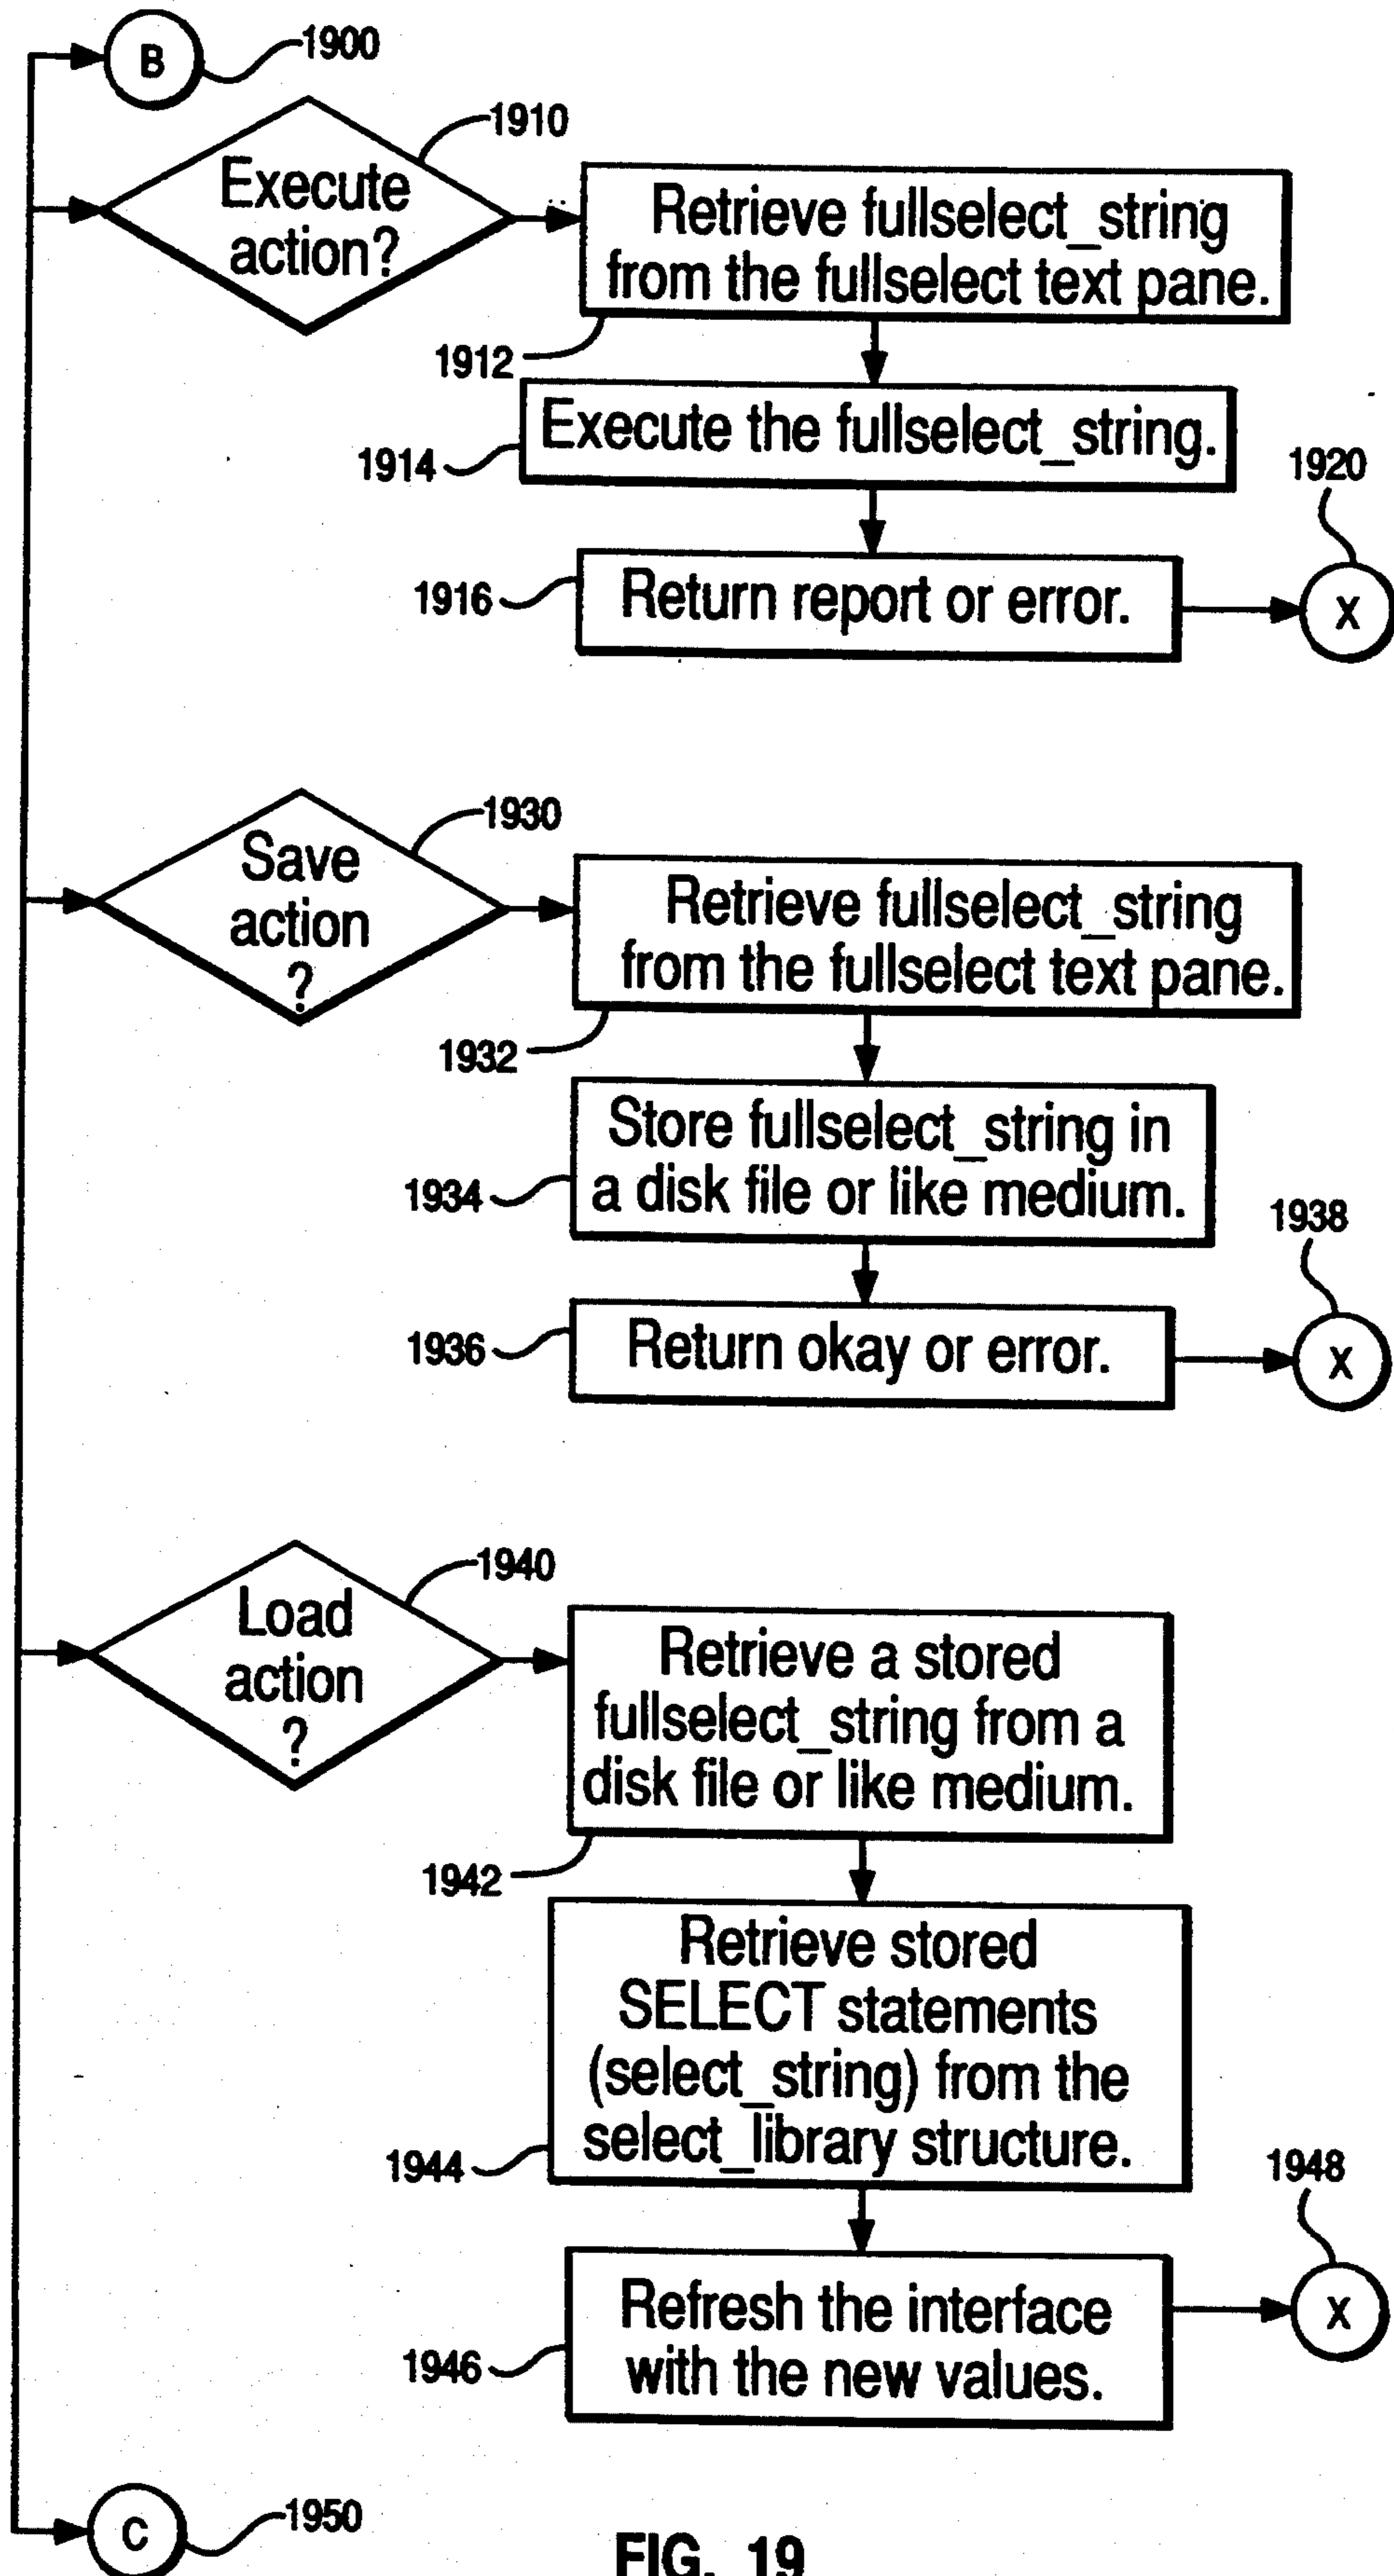 B
1900
1910
Execute
action?
Retrieve fullselect_string
from the fullselect text pane.
1912
Execute the fullselect_string.
1914
1920
Return report or error.
1916
X
1930
Save
action
?
Retrieve fullselect_string
from the fullselect text pane.
1932
Store fullselect_string in
a disk file or like medium.
1934
1938
Return okay or error.
1936
X
1940
Load
action
?
Retrieve a stored
fullselect_string from a
disk file or like medium.
1942
Retrieve stored
SELECT statements
(select_string) from the
select_library structure.
1944
1948
Refresh the interface
with the new values.
1946
X
C
1950
FIG. 19